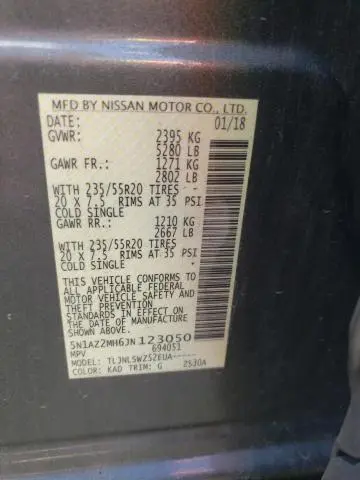 MFD BY NISSAN MOTOR CO., LTD.
DATE: 01/18
GVWR: 2395 KG
5280 LB
GAWR FR.: 1271 KG
2802 LB
WITH 235/55R20 TIRES --
20 X 7.5 RIMS AT 35 PSI
COLD SINGLE
GAWR RR.: 1210 KG
2667 LB
WITH 235/55R20 TIRES
20 X 7.5 RIMS AT 35 PSI
COLD SINGLE -
THIS VEHICLE CONFORMS TO
ALL APPLICABLE FEDERAL
MOTOR VEHICLE SAFETY AND
THEFT PREVENTION
STANDARDS IN EFFECT ON
THE DATE OF MANUFACTURE
SHOWN ABOVE.
5N1AZ2MH6JN123050
MPV 694051
MODEL: TLJNL5WZ52EUA-----
COLOR: KAD TRIM: G ZS30A